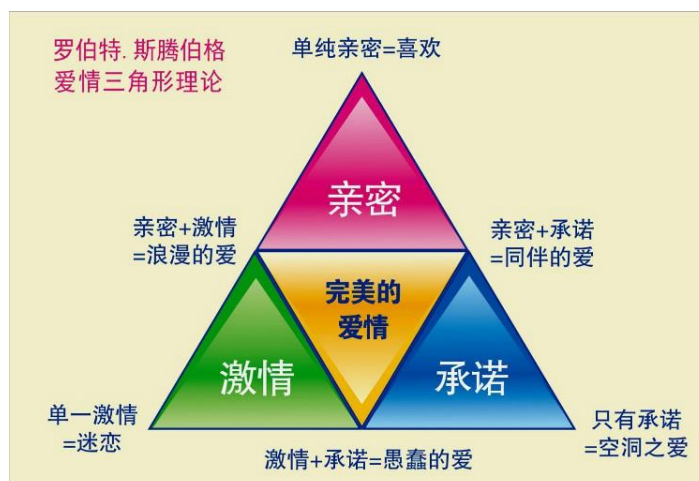 罗伯特.斯腾伯格
爱情三角形理论
单纯亲密=喜欢
亲密
亲密+激情
=浪漫的爱
亲密+承诺
=同伴的爱
完美的
爱情
激情
承诺
单一激情
=迷恋
只有承诺
=空洞之爱
激情+承诺=愚蠢的爱